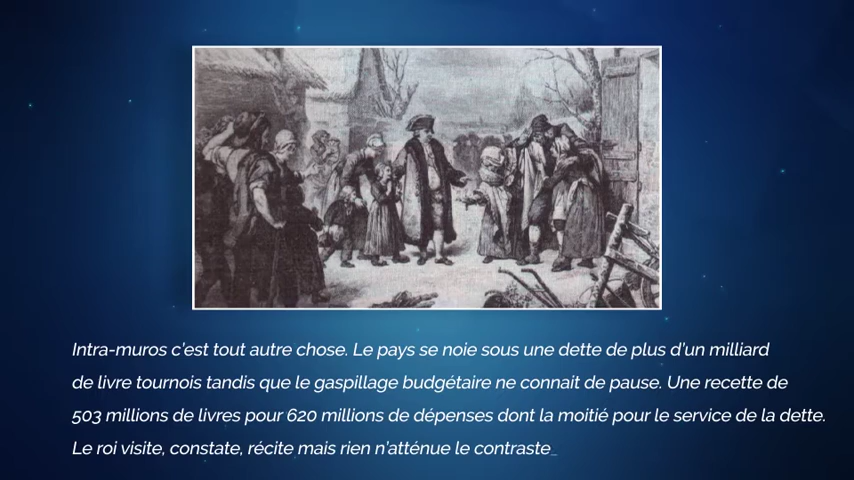 Intra-muros c'est tout autre chose. Le pays se noie sous une dette de plus d'un milliard
de livre tournois tandis que le gaspillage budgétaire ne connait de pause. Une recette de
503 millions de livres pour 620 millions de dépenses dont la moitié pour le service de la dette.
Le roi visite, constate, récite mais rien n'atténue le contraste_